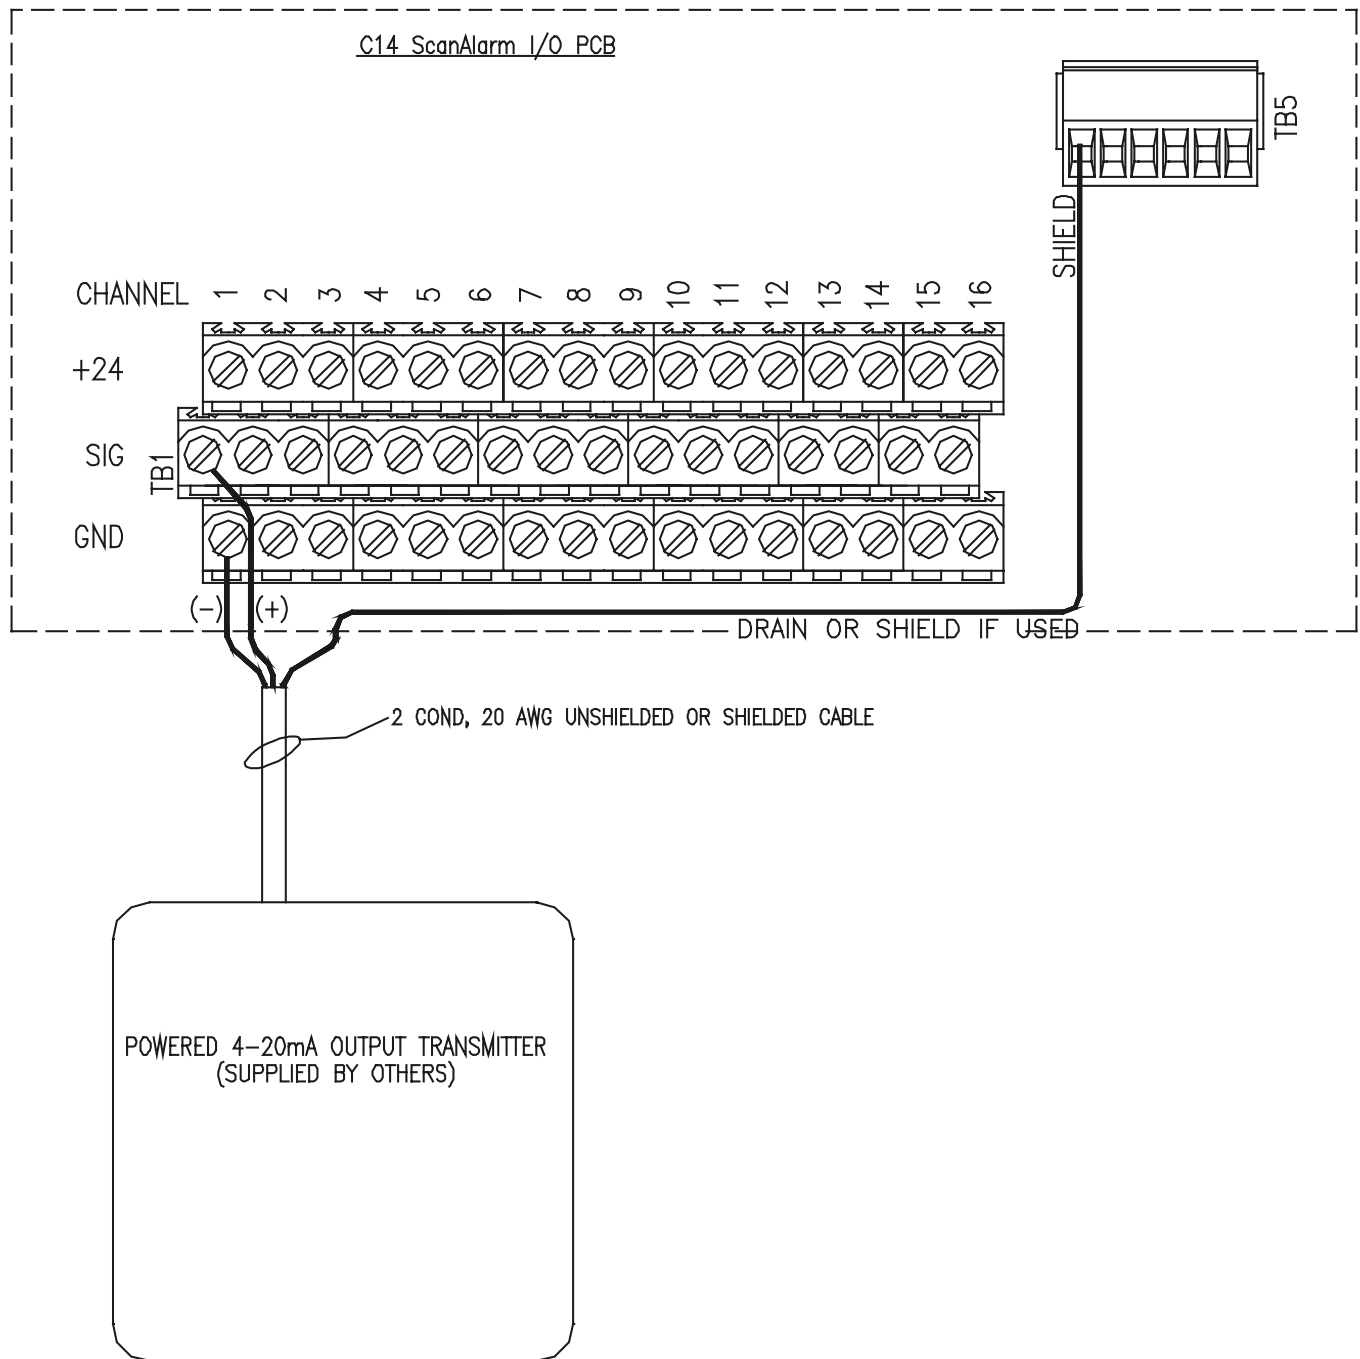 C14 ScanAlarm I/O PCB
TB5
SHIELD
CHANNEL 1 2 3 4 5 6 7 8 9 10 11 12 13 14 15 16
+24
SIG
TB1
GND
(-) (+)
DRAIN OR SHIELD IF USED
2 COND, 20 AWG UNSHIELDED OR SHIELDED CABLE
POWERED 4-20mA OUTPUT TRANSMITTER
(SUPPLIED BY OTHERS)